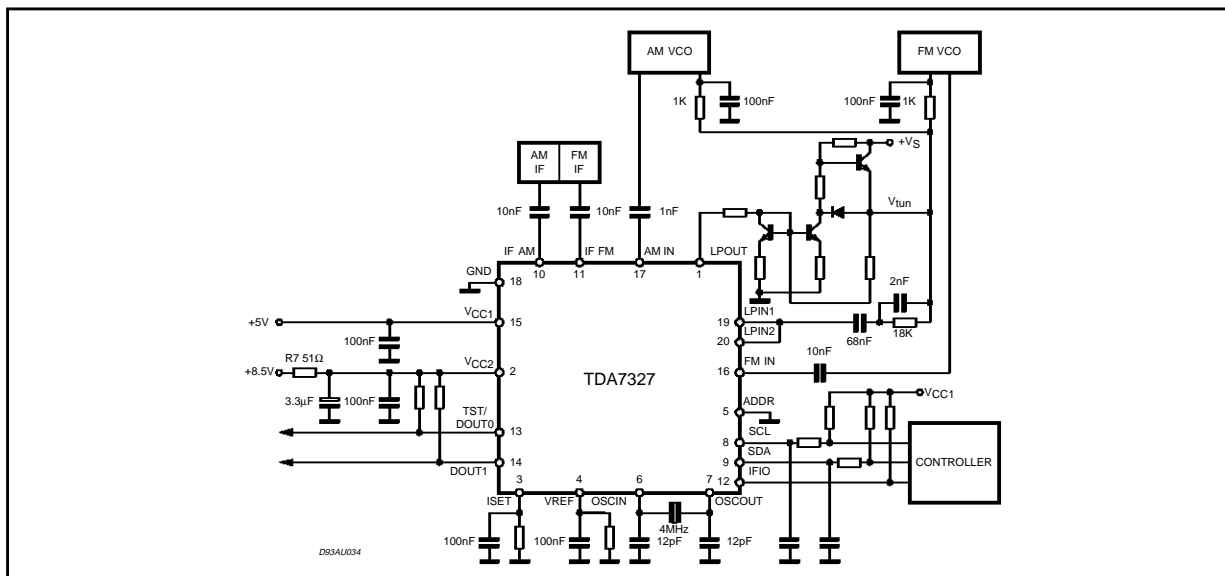 AM VCO
FM VCO
1K
100nF
100nF
1K
+VS
AM IF
FM IF
10nF
10nF
1nF
Vtun
IF AM
IF FM
AM IN
LPOUT
10
11
17
1
GND
18
2nF
LPIN1
19
+5V
VCC1
15
LPIN2
20
68nF
18K
100nF
10nF
FM IN
16
R7 51Ω
+8.5V
VCC2
2
TDA7327
3.3μF
100nF
ADDR
5
VCC1
TST/
DOUT0
13
SCL
8
SDA
9
CONTROLLER
DOUT1
14
IFIO
12
3
4
6
7
ISET
VREF
OSCIN
OSCOUT
4MHz
100nF
100nF
12pF
12pF
D93AU034